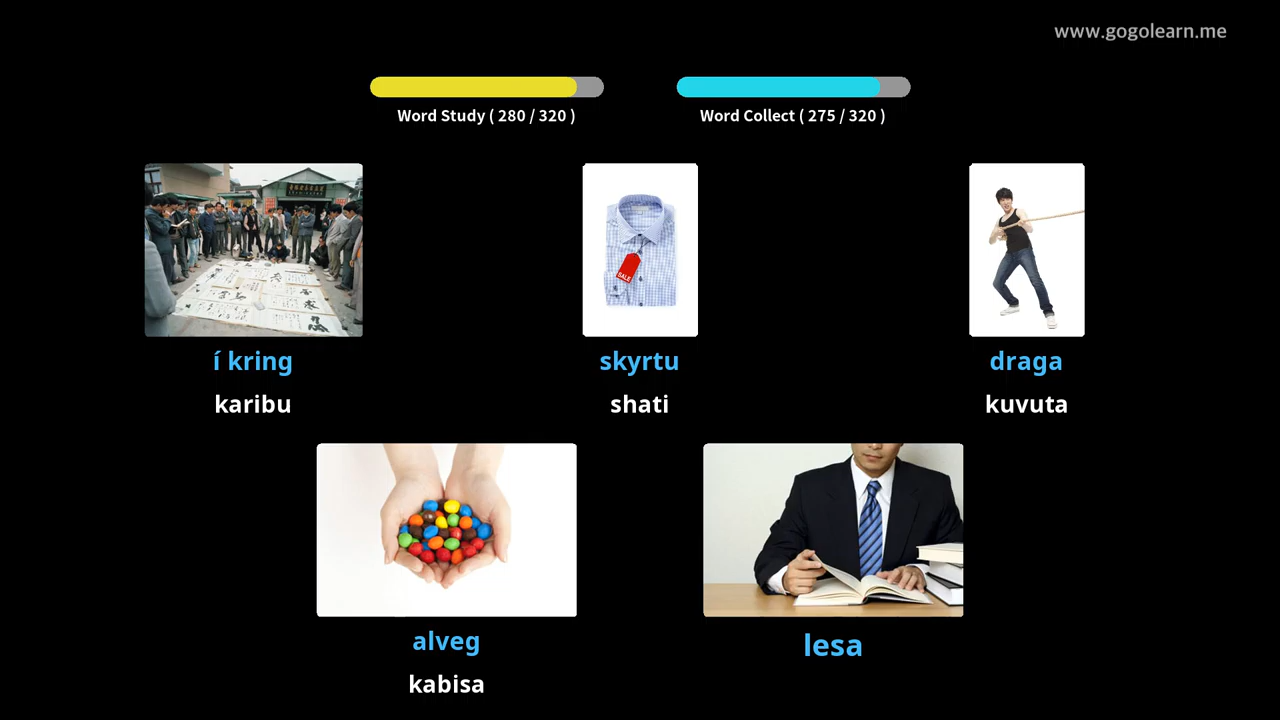 www.gogolearn.me
Word Study ( 280 / 320 )
Word Collect ( 275 / 320 )
SALE
í kring
skyrtu
draga
karibu
shati
kuvuta
alveg
lesa
kabisa